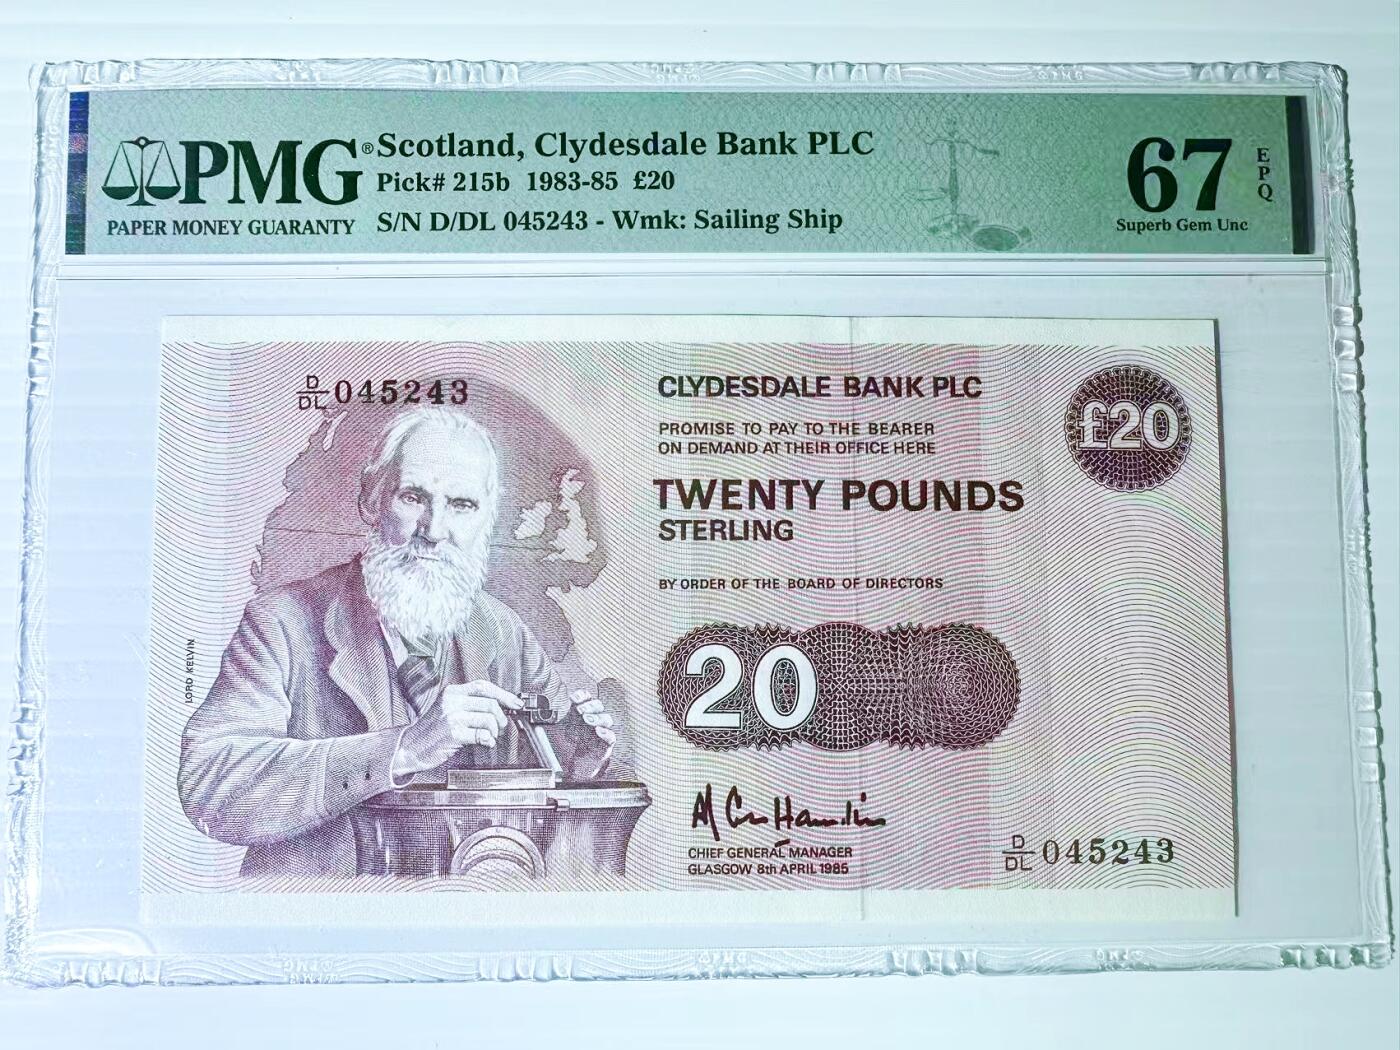 PMG®
PAPER MONEY GUARANTY
Scotland, Clydesdale Bank PLC
Pick# 215b 1983-85 £20
S/N D/DL 045243 - Wmk: Sailing Ship
67 EPQ
Superb Gem Unc
D/DL 045243
CLYDESDALE BANK PLC
£20
PROMISE TO PAY TO THE BEARER
ON DEMAND AT THEIR OFFICE HERE
TWENTY POUNDS
STERLING
BY ORDER OF THE BOARD OF DIRECTORS
LORD KELVIN
20
CHIEF GENERAL MANAGER
GLASGOW 8th APRIL 1985
D/DL 045243